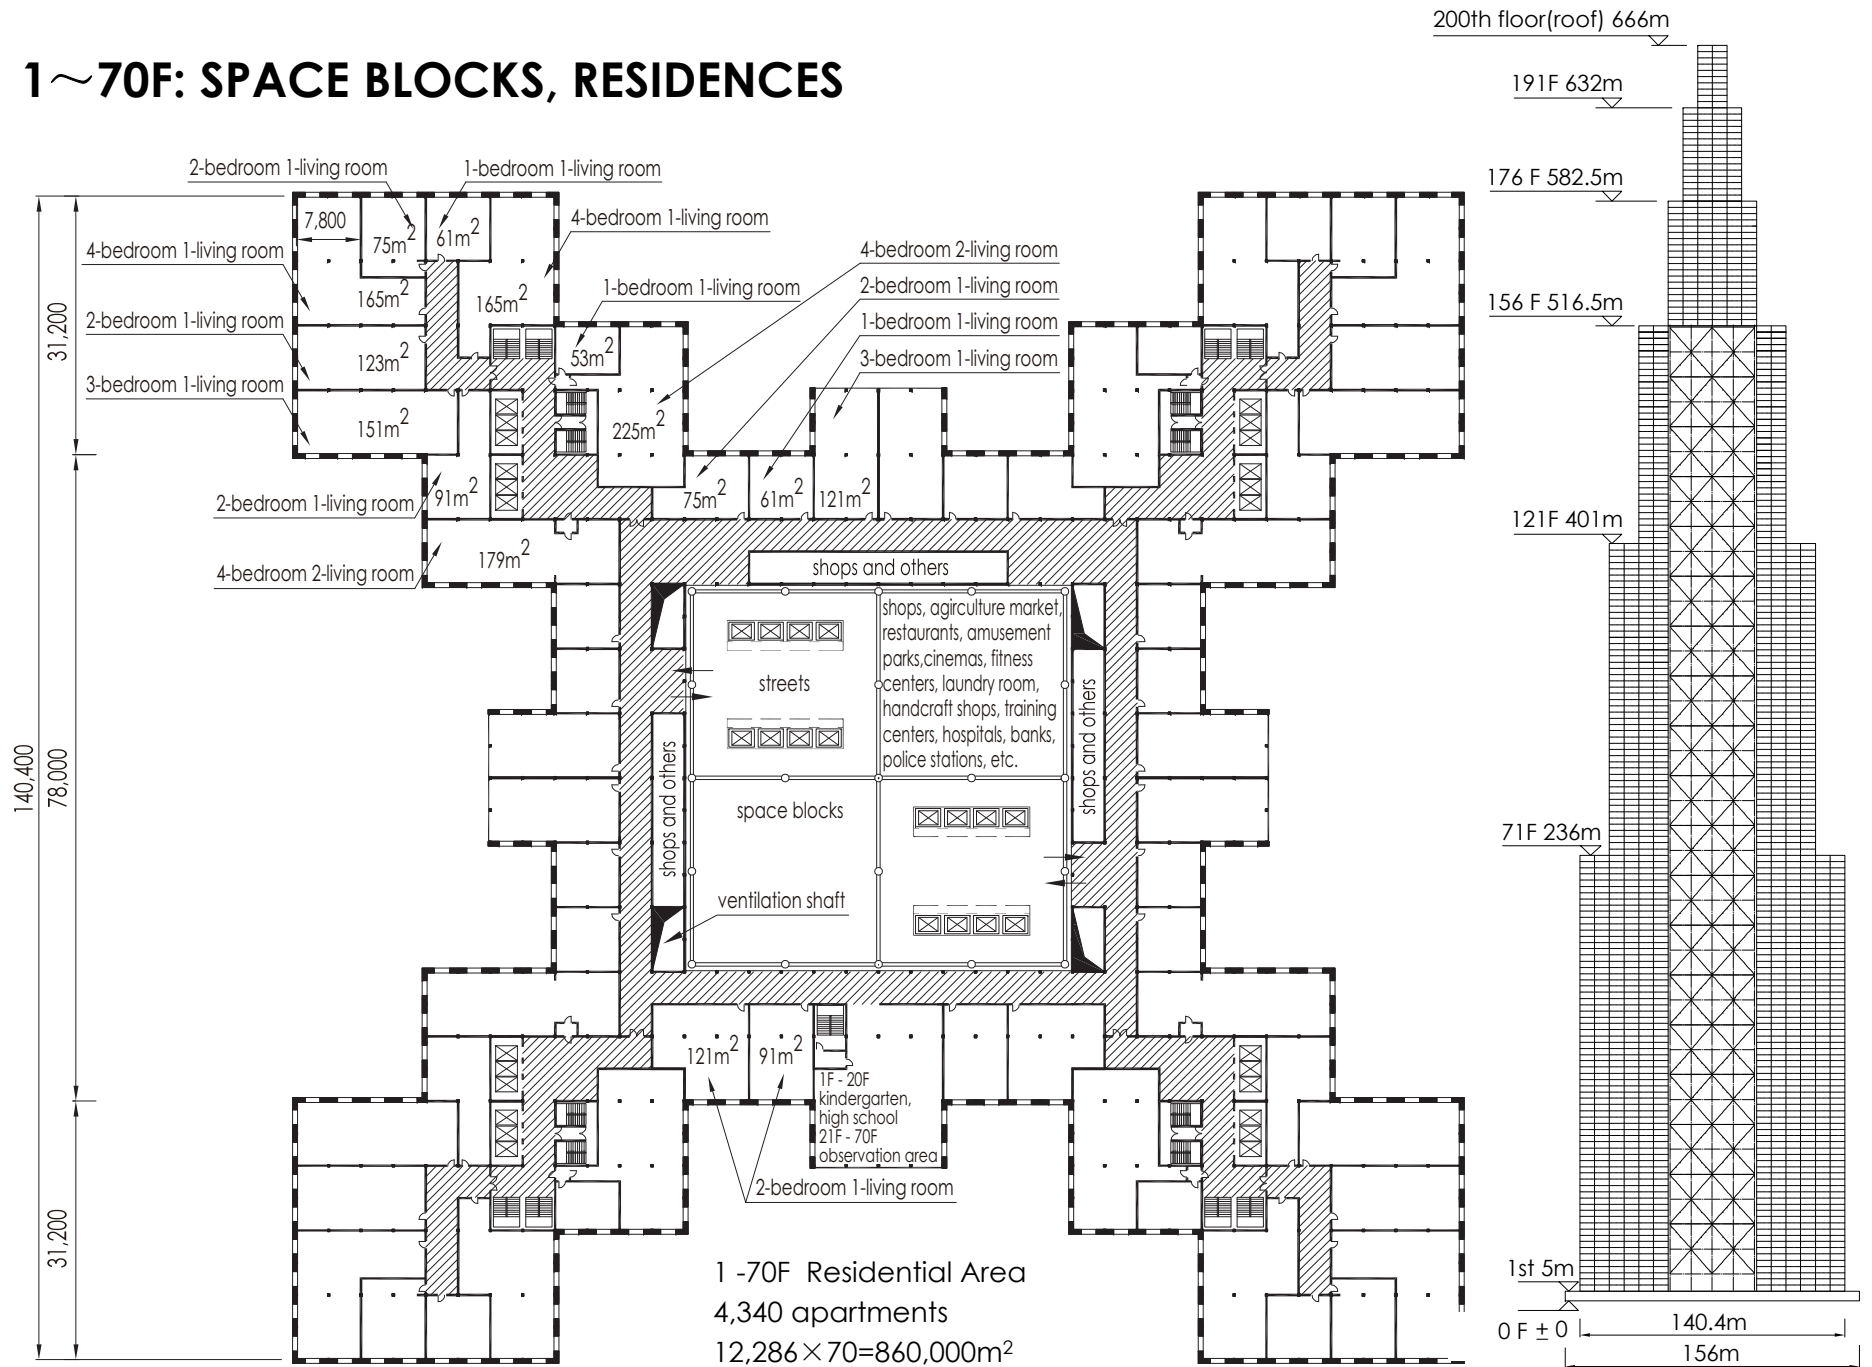 1～70F: SPACE BLOCKS, RESIDENCES
200th floor(roof) 666m
191F 632m
176 F 582.5m
156 F 516.5m
121F 401m
71F 236m
1st 5m
0 F ± 0
140.4m
156m
2-bedroom 1-living room
1-bedroom 1-living room
4-bedroom 1-living room
7,800
75m²
61m²
4-bedroom 1-living room
165m²
165m²
2-bedroom 1-living room
123m²
3-bedroom 1-living room
151m²
1-bedroom 1-living room
53m²
4-bedroom 2-living room
2-bedroom 1-living room
1-bedroom 1-living room
3-bedroom 1-living room
225m²
75m²
61m²
121m²
91m²
2-bedroom 1-living room
179m²
4-bedroom 2-living room
31,200
140,400
78,000
31,200
shops and others
shops, agirculture market,
restaurants, amusement
parks,cinemas, fitness
centers, laundry room,
handcraft shops, training
centers, hospitals, banks,
police stations, etc.
streets
shops and others
shops and others
space blocks
ventilation shaft
121m²
91m²
1F - 20F
kindergarten,
high school
21F - 70F
observation area
2-bedroom 1-living room
1 -70F Residential Area
4,340 apartments
12,286×70=860,000m²